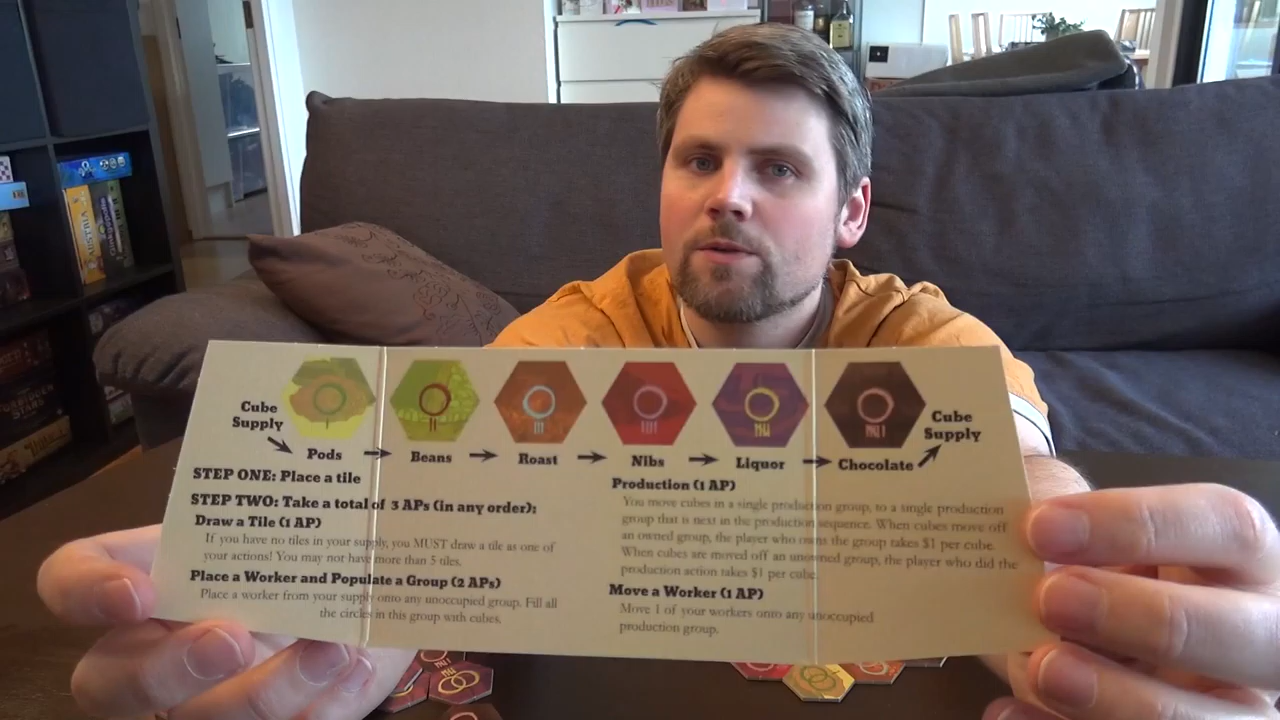 Cube
Supply
Pods
Beans
Roast
Nibs
Liquor
Chocolate
Cube
Supply
STEP ONE: Place a tile
STEP TWO: Take a total of 3 APs (in any order):
Draw a Tile (1 AP)
If you have no tiles in your supply, you MUST draw a tile as one of
your actions! You may not have more than 5 tiles.
Place a Worker and Populate a Group (2 APs)
Place a worker from your supply onto any unoccupied group. Fill all
the circles in this group with cubes.
Production (1 AP)
You move cubes in a single production group, to a single production
group that is next in the production sequence. When cubes move off
an owned group, the player who owns the group takes $1 per cube.
When cubes are moved off an unowned group, the player who did the
production action takes $1 per cube.
Move a Worker (1 AP)
Move 1 of your workers onto any unoccupied
production group.